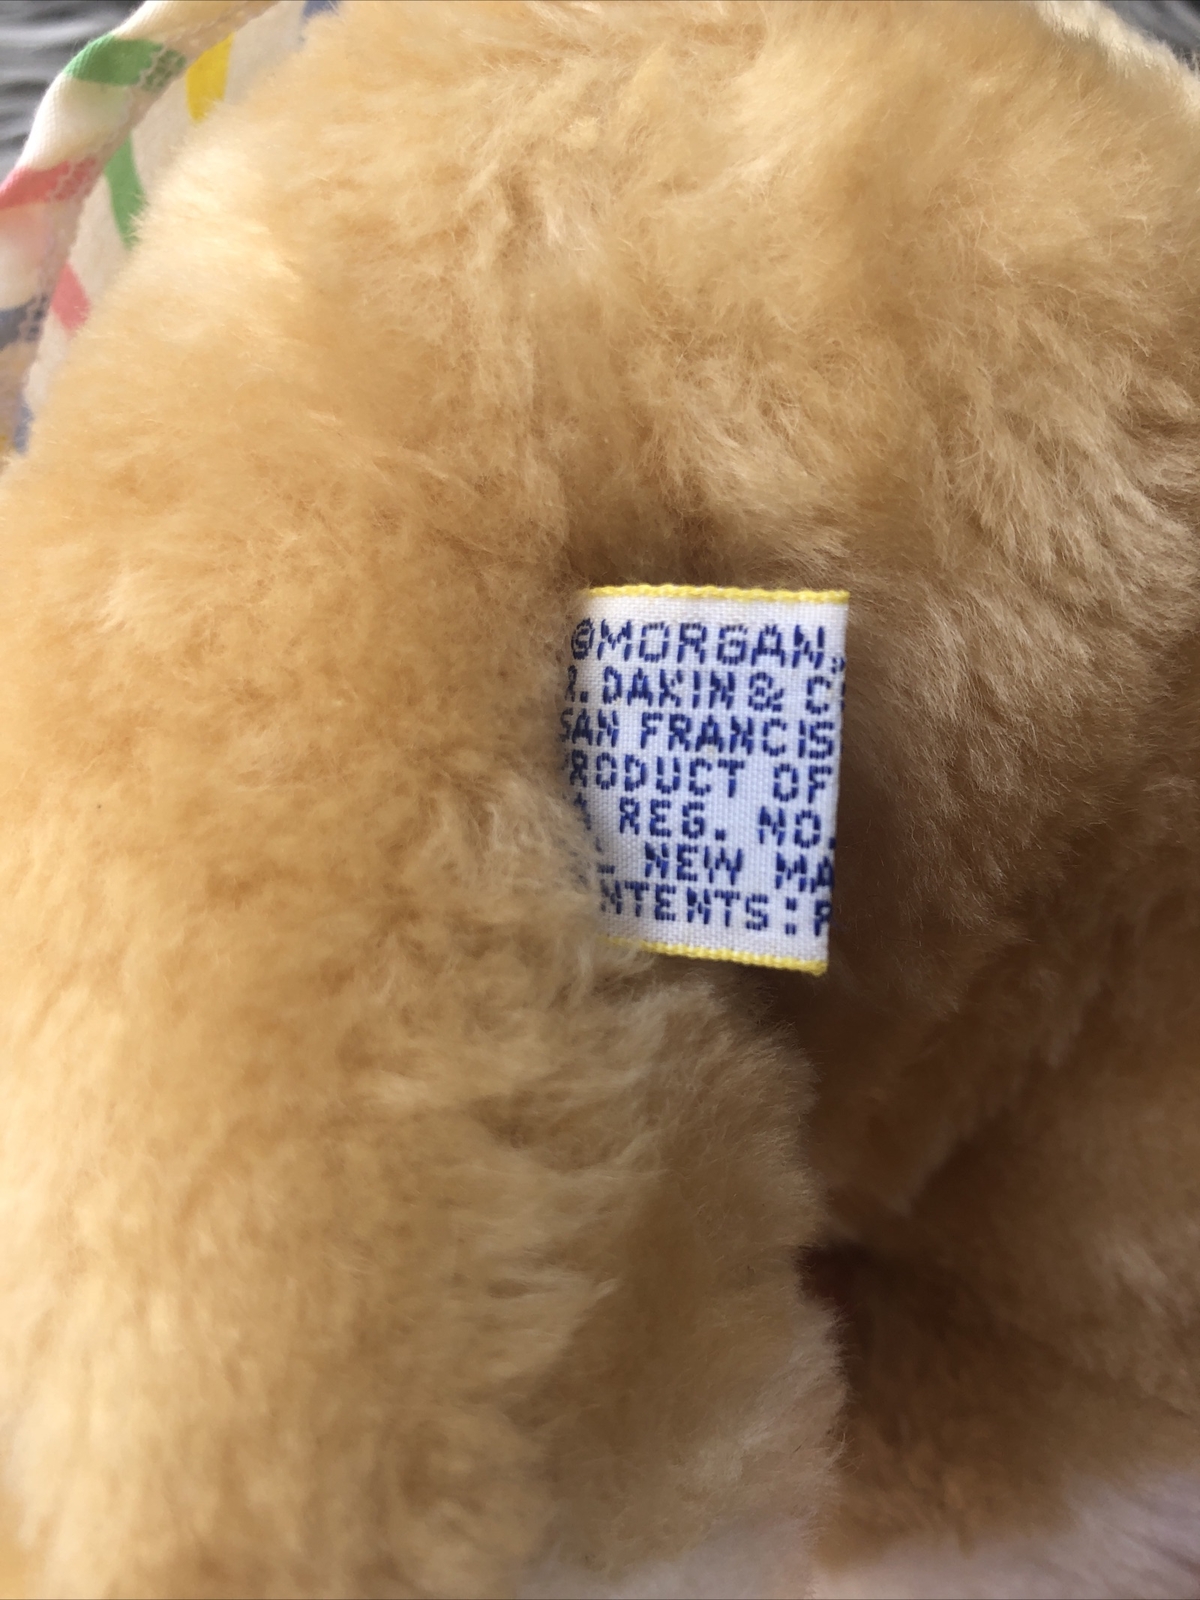 ©MORGAN,
R. DAKIN & C
SAN FRANCIS
PRODUCT OF
REG. NO.
NEW MA
NTENTS:P